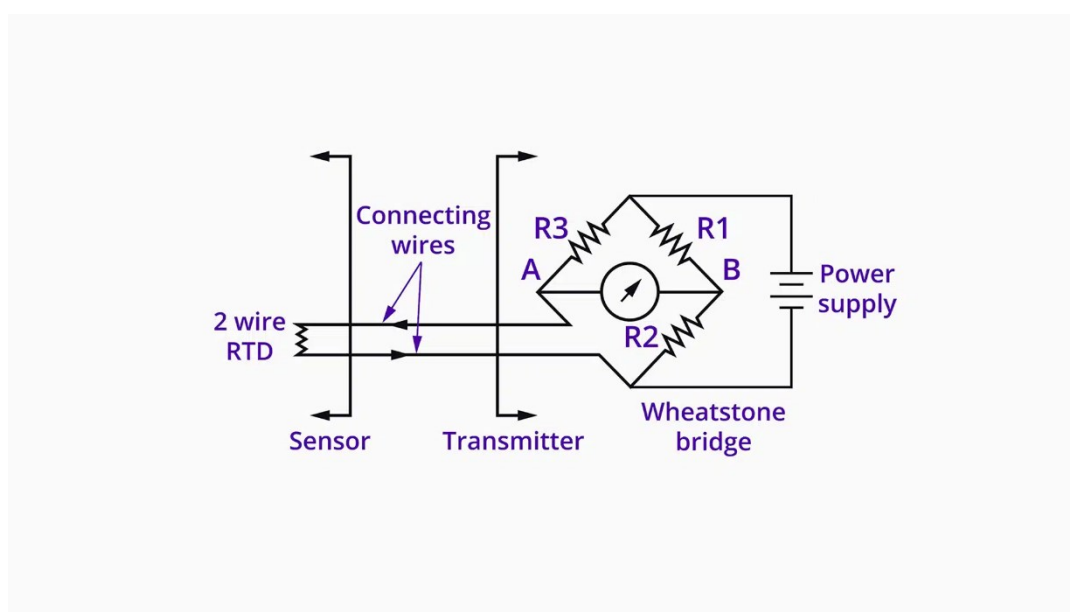 Connecting
wires
R3
R1
A
B
Power
supply
2 wire
RTD
R2
Wheatstone
bridge
Sensor
Transmitter